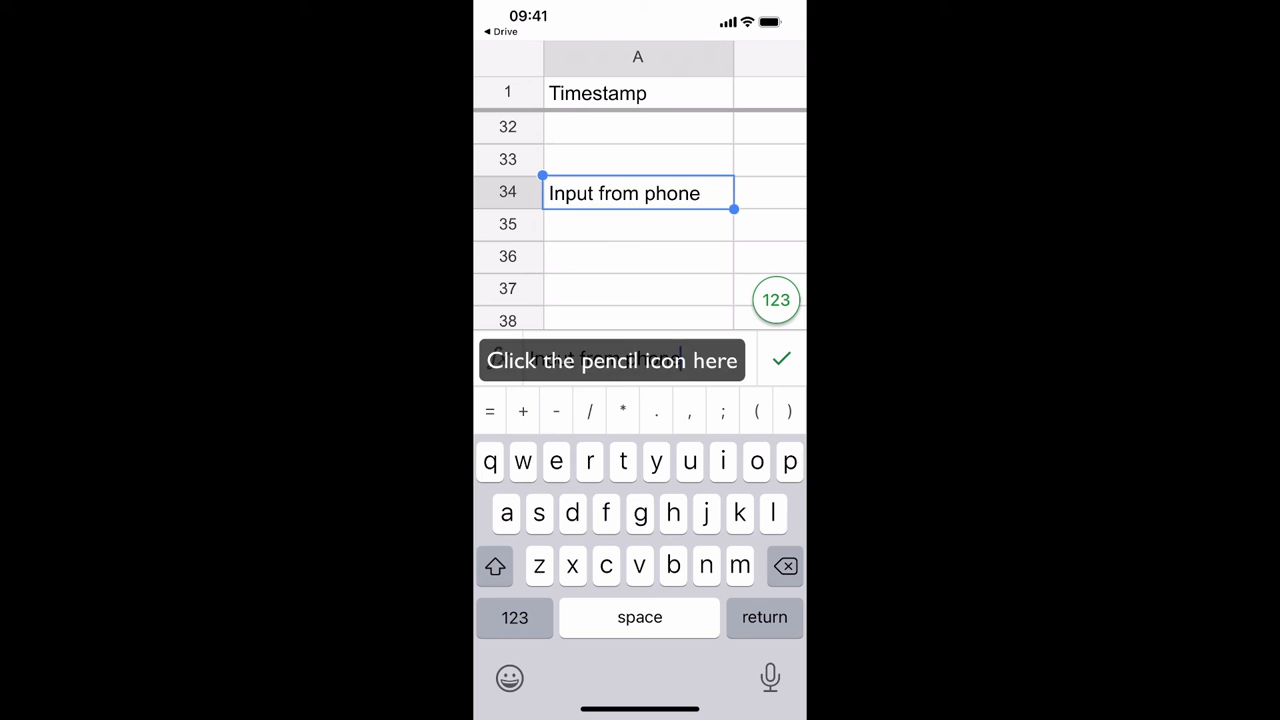 09:41
◀ Drive
A
1 Timestamp
32
33
34 Input from phone
35
36
37
123
38
Click the pencil icon here
= + - / * . , ; ( )
q w e r t y u i o p
a s d f g h j k l
z x c v b n m
123 space return